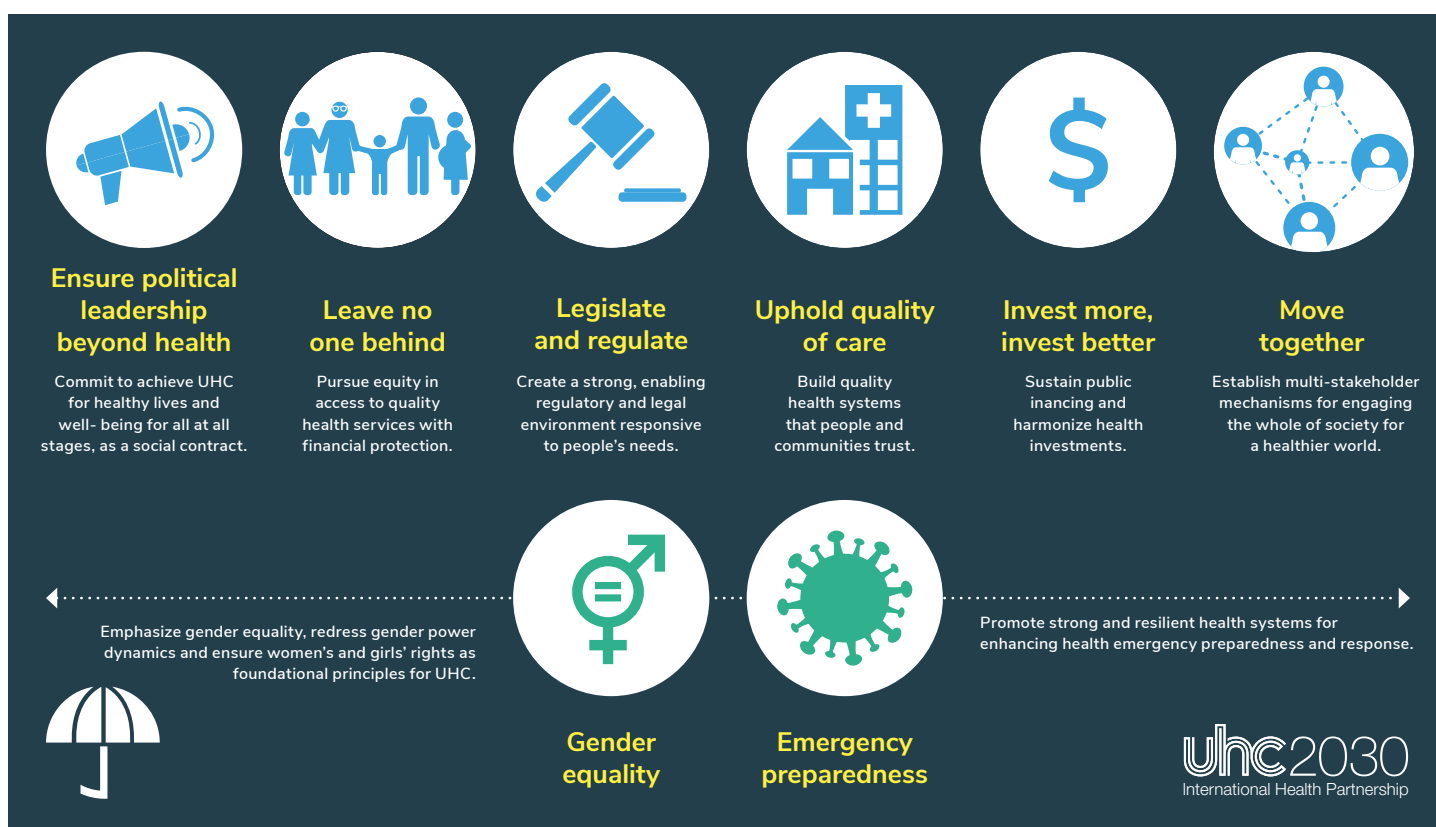 Ensure political
leadership
beyond health
Commit to achieve UHC
for healthy lives and
well- being for all at all
stages, as a social contract.
Leave no
one behind
Pursue equity in
access to quality
health services with
financial protection.
Legislate
and regulate
Create a strong, enabling
regulatory and legal
environment responsive
to people's needs.
Uphold quality
of care
Build quality
health systems
that people and
communities trust.
Invest more,
invest better
Sustain public
inancing and
harmonize health
investments.
Move
together
Establish multi-stakeholder
mechanisms for engaging
the whole of society for
a healthier world.
Emphasize gender equality, redress gender power
dynamics and ensure women's and girls' rights as
foundational principles for UHC.
Gender
equality
Emergency
preparedness
Promote strong and resilient health systems for
enhancing health emergency preparedness and response.
uhc2030
International Health Partnership